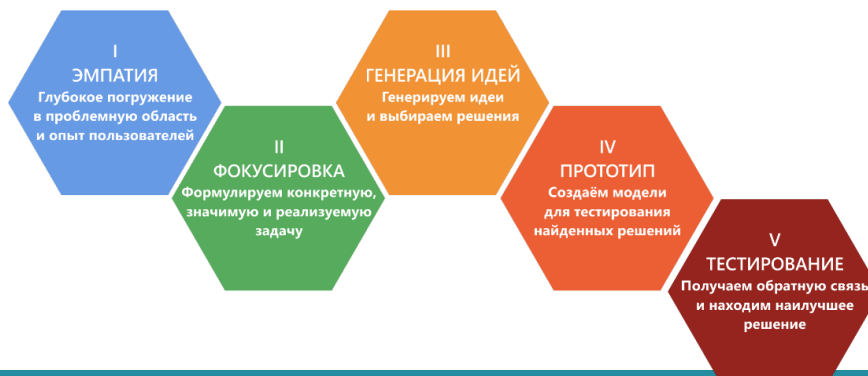 I
ЭМПАТИЯ
Глубокое погружение
в проблемную область
и опыт пользователей
II
ФОКУСИРОВКА
Формулируем конкретную,
значимую и реализуемую
задачу
III
ГЕНЕРАЦИЯ ИДЕЙ
Генерируем идеи
и выбираем решения
IV
ПРОТОТИП
Создаём модели
для тестирования
найденных решений
V
ТЕСТИРОВАНИЕ
Получаем обратную связь
и находим наилучшее
решение